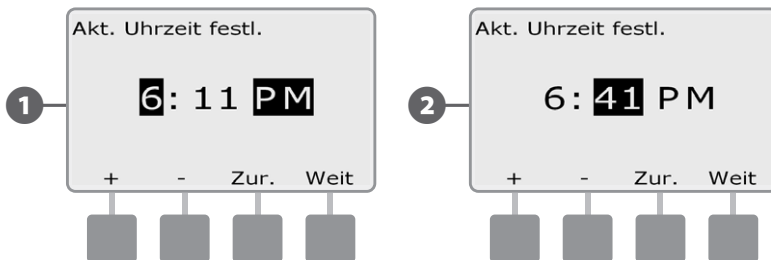 Akt. Uhrzeit festl.
1
6: 11 PM
+ - Zur. Weit
Akt. Uhrzeit festl.
2
6: 41 PM
+ - Zur. Weit